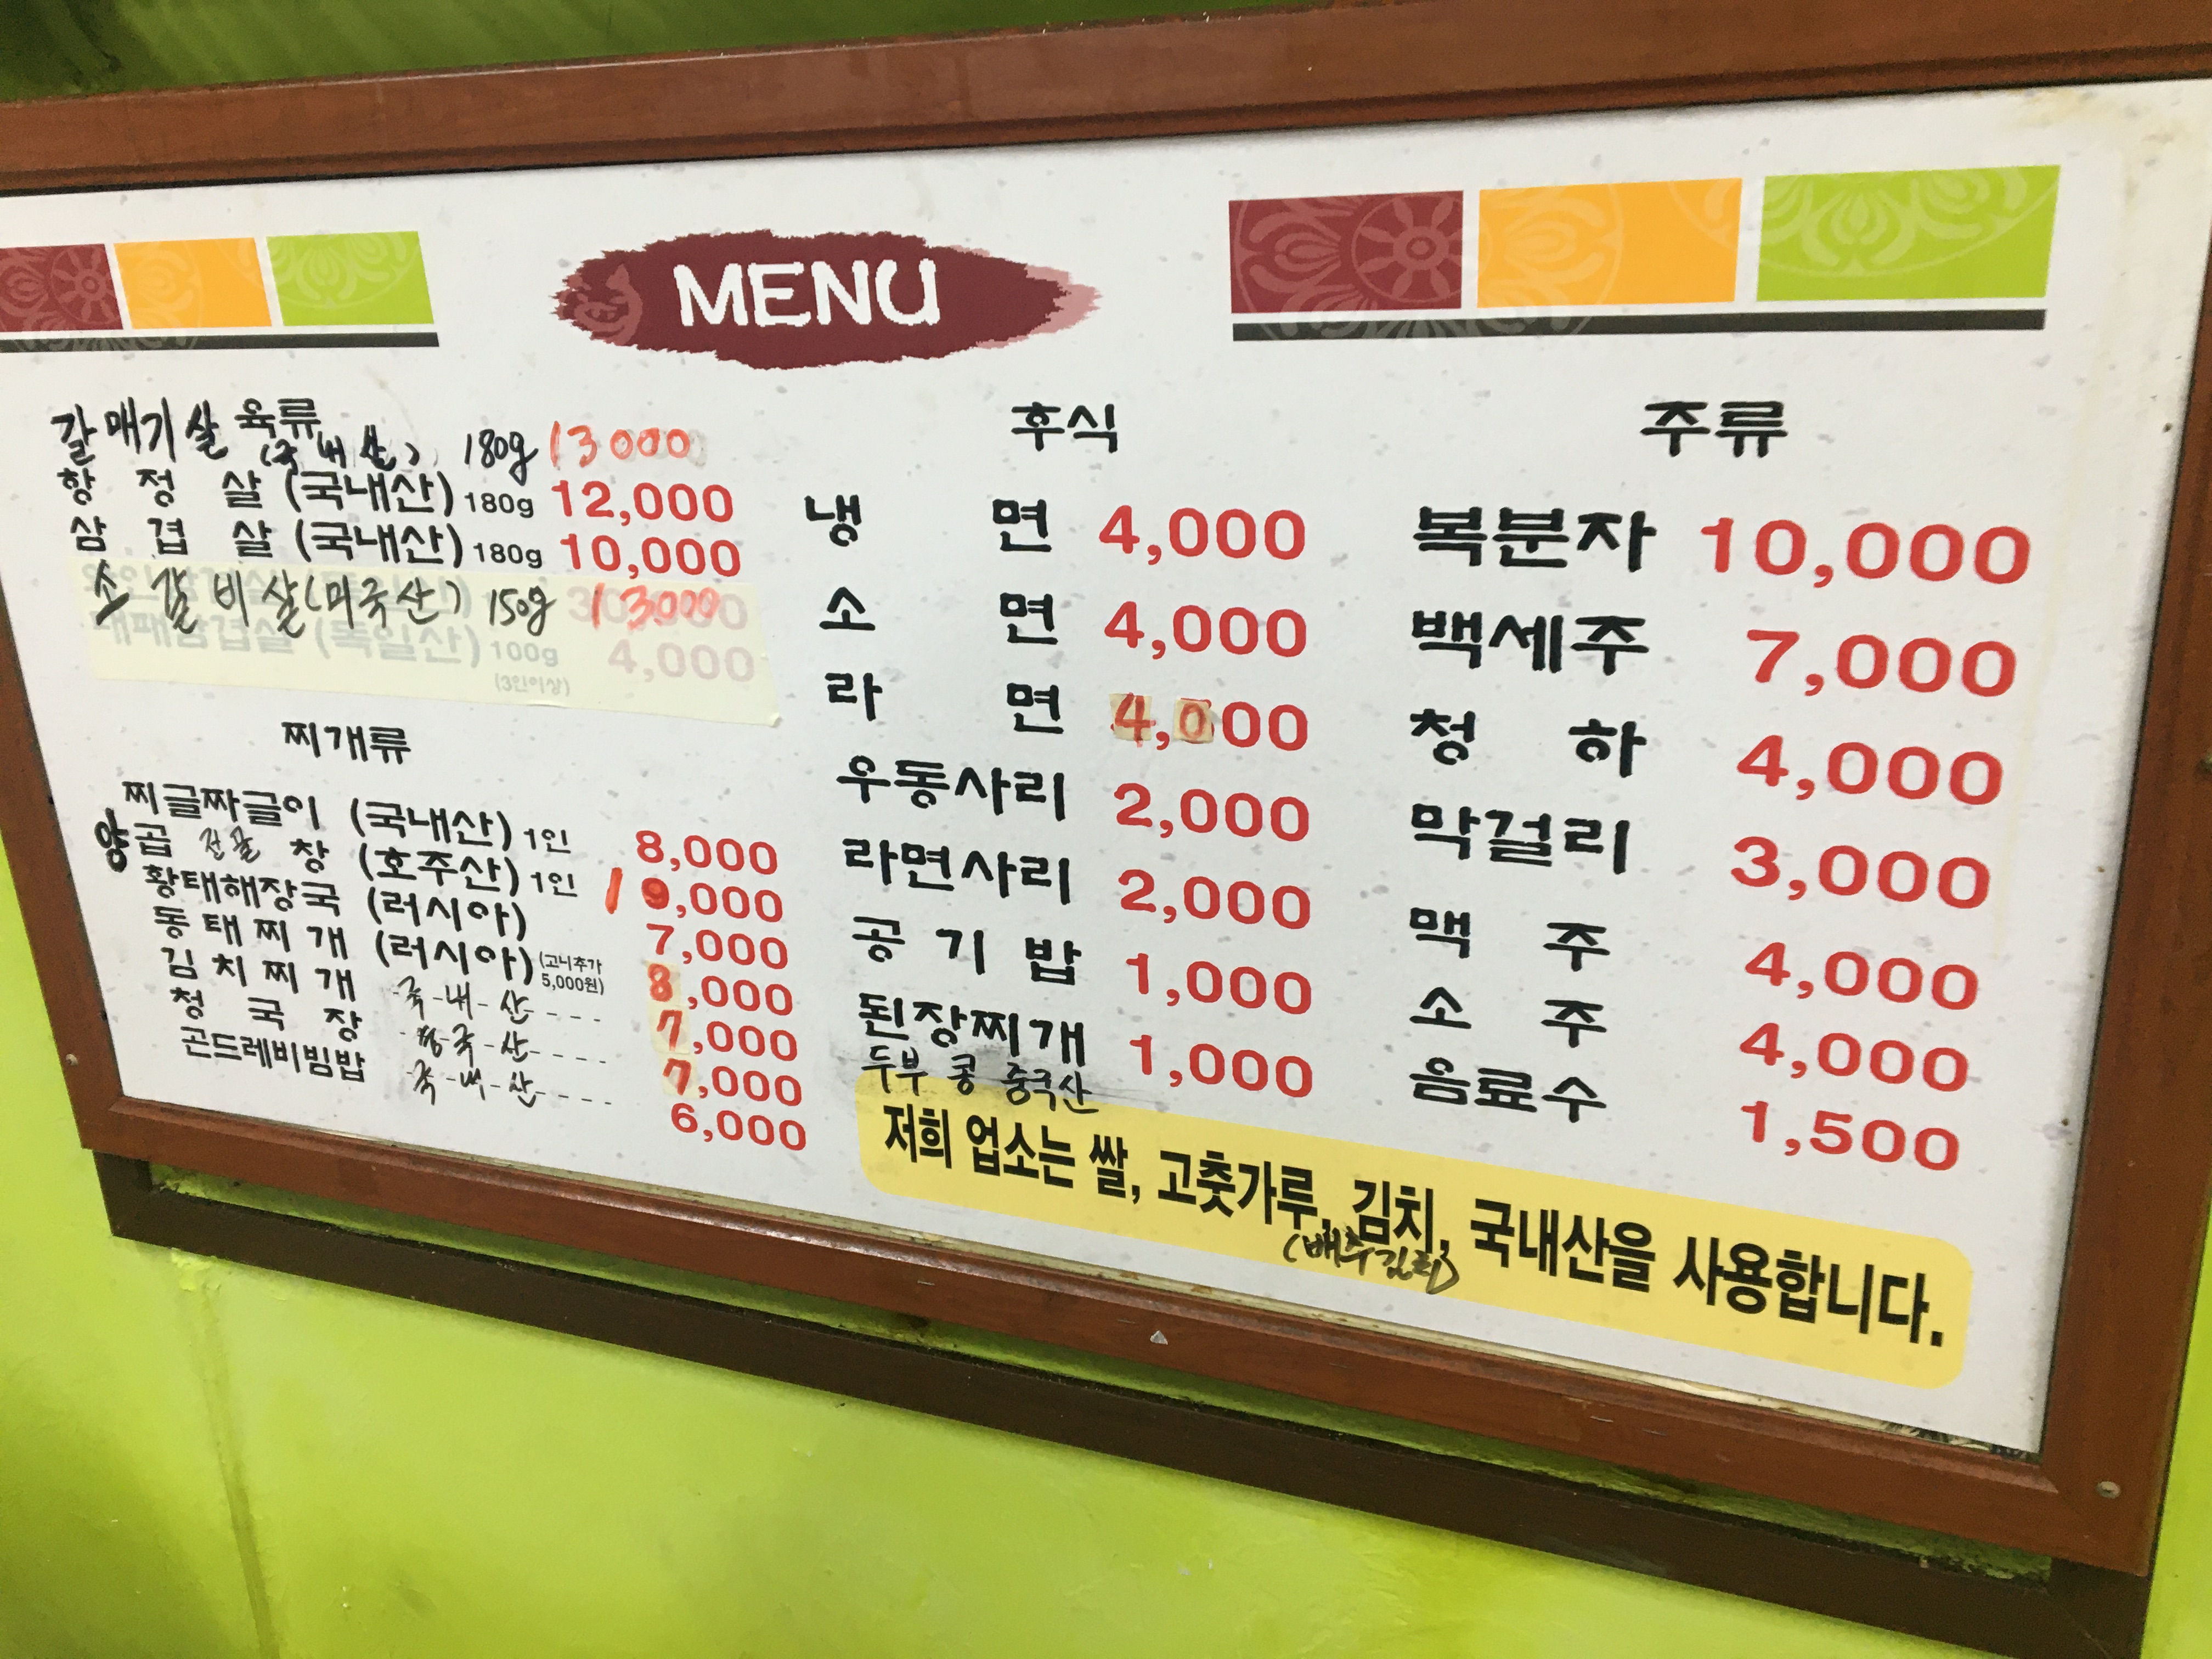 MENU
육류
갈매기살 (국내산) 180g 13000
항정살 (국내산) 180g 12,000
삼겹살 (국내산) 180g 10,000
소갈비살(미국산) 150g 13000
대패삼겹살 (독일산) 100g 4,000
(3인이상)
찌개류
찌글짜글이 (국내산) 1인 8,000
양곱창 전골 (호주산) 1인 19,000
황태해장국 (러시아) 7,000
동태찌개 (러시아) (고니추가 5,000원) 8,000
김치찌개 국-내-산---- 7,000
청국장 중-국-산---- 7,000
곤드레비빔밥 국-내-산---- 6,000
후식
냉면 4,000
소면 4,000
라면 4,000
우동사리 2,000
라면사리 2,000
공기밥 1,000
된장찌개 1,000
두부 콩 중국산
주류
복분자 10,000
백세주 7,000
청하 4,000
막걸리 3,000
맥주 4,000
소주 4,000
음료수 1,500
저희 업소는 쌀, 고춧가루, 김치, 국내산을 사용합니다.
(배추김치)